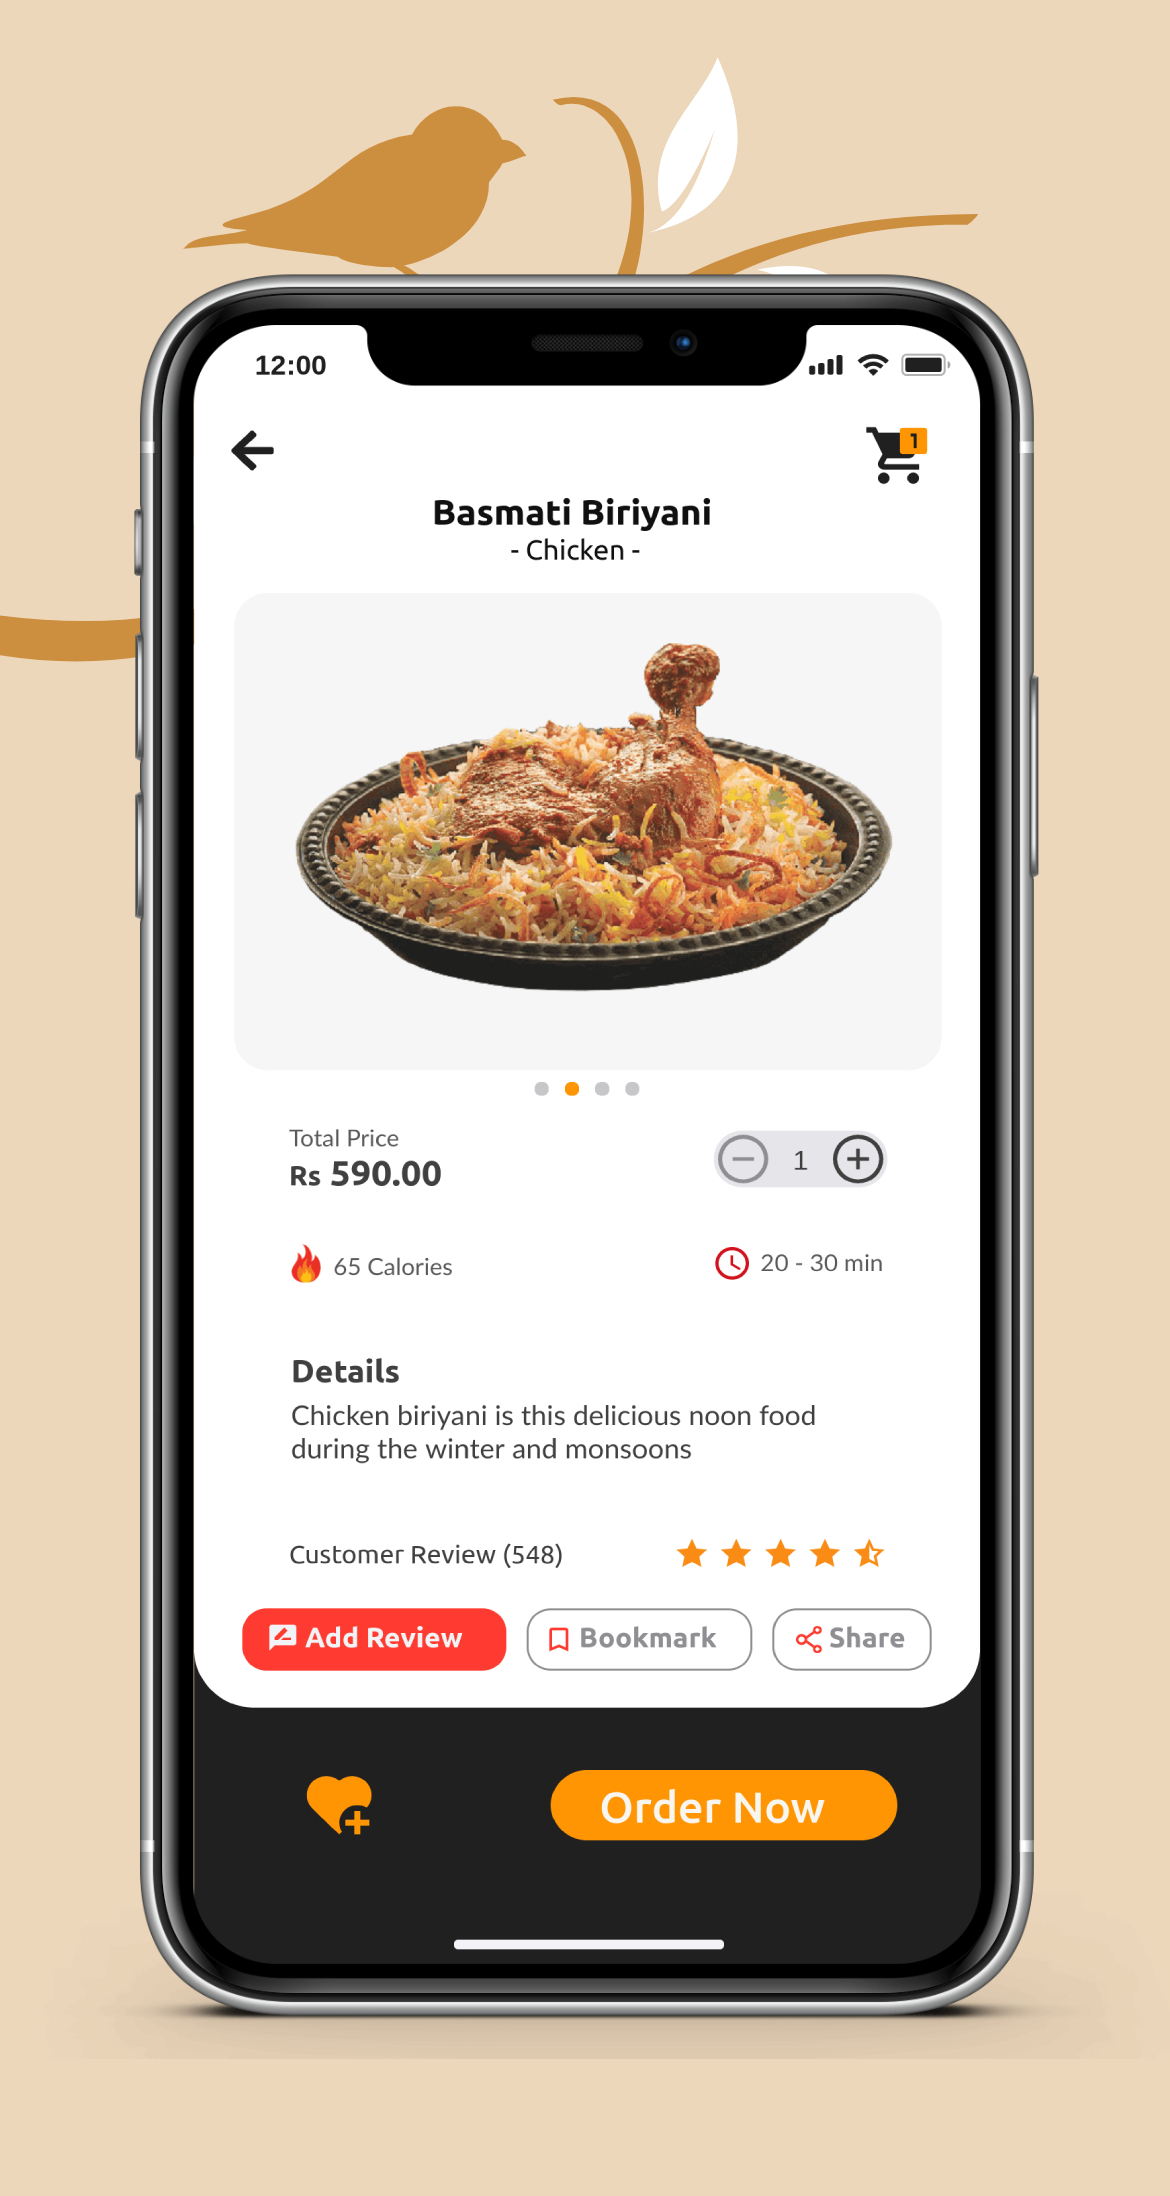 12:00
1
Basmati Biriyani
- Chicken -
Total Price
Rs 590.00
1
65 Calories
20 - 30 min
Details
Chicken biriyani is this delicious noon food
during the winter and monsoons
Customer Review (548)
Add Review
Bookmark
Share
Order Now